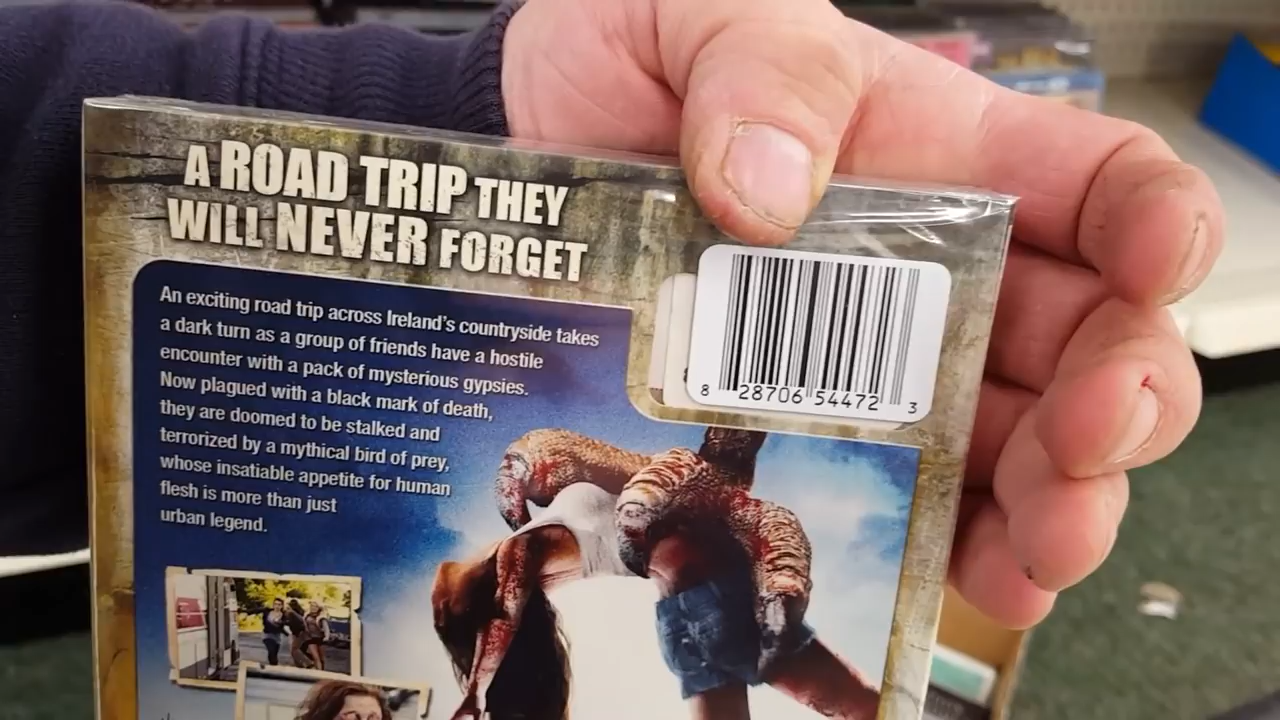 A ROAD TRIP THEY
WILL NEVER FORGET
An exciting road trip across Ireland's countryside takes
a dark turn as a group of friends have a hostile
encounter with a pack of mysterious gypsies.
Now plagued with a black mark of death,
they are doomed to be stalked and
terrorized by a mythical bird of prey,
whose insatiable appetite for human
flesh is more than just
urban legend.
8 28706 54472 3